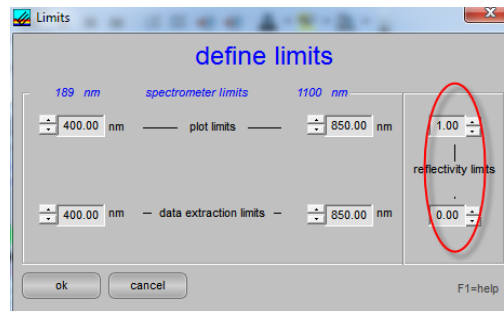 Limits
define limits
189 nm spectrometer limits 1100 nm
400.00 nm plot limits 850.00 nm 1.00
reflectivity limits
400.00 nm data extraction limits 850.00 nm 0.00
ok cancel F1=help